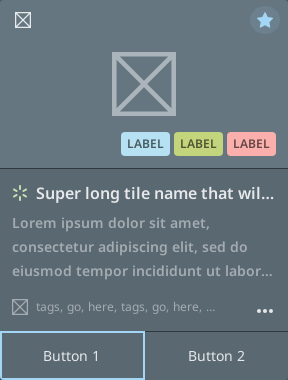 LABEL LABEL LABEL
Super long tile name that wil...
Lorem ipsum dolor sit amet,
consectetur adipiscing elit, sed do
eiusmod tempor incididunt ut labor...
tags, go, here, tags, go, here, ...
Button 1 Button 2